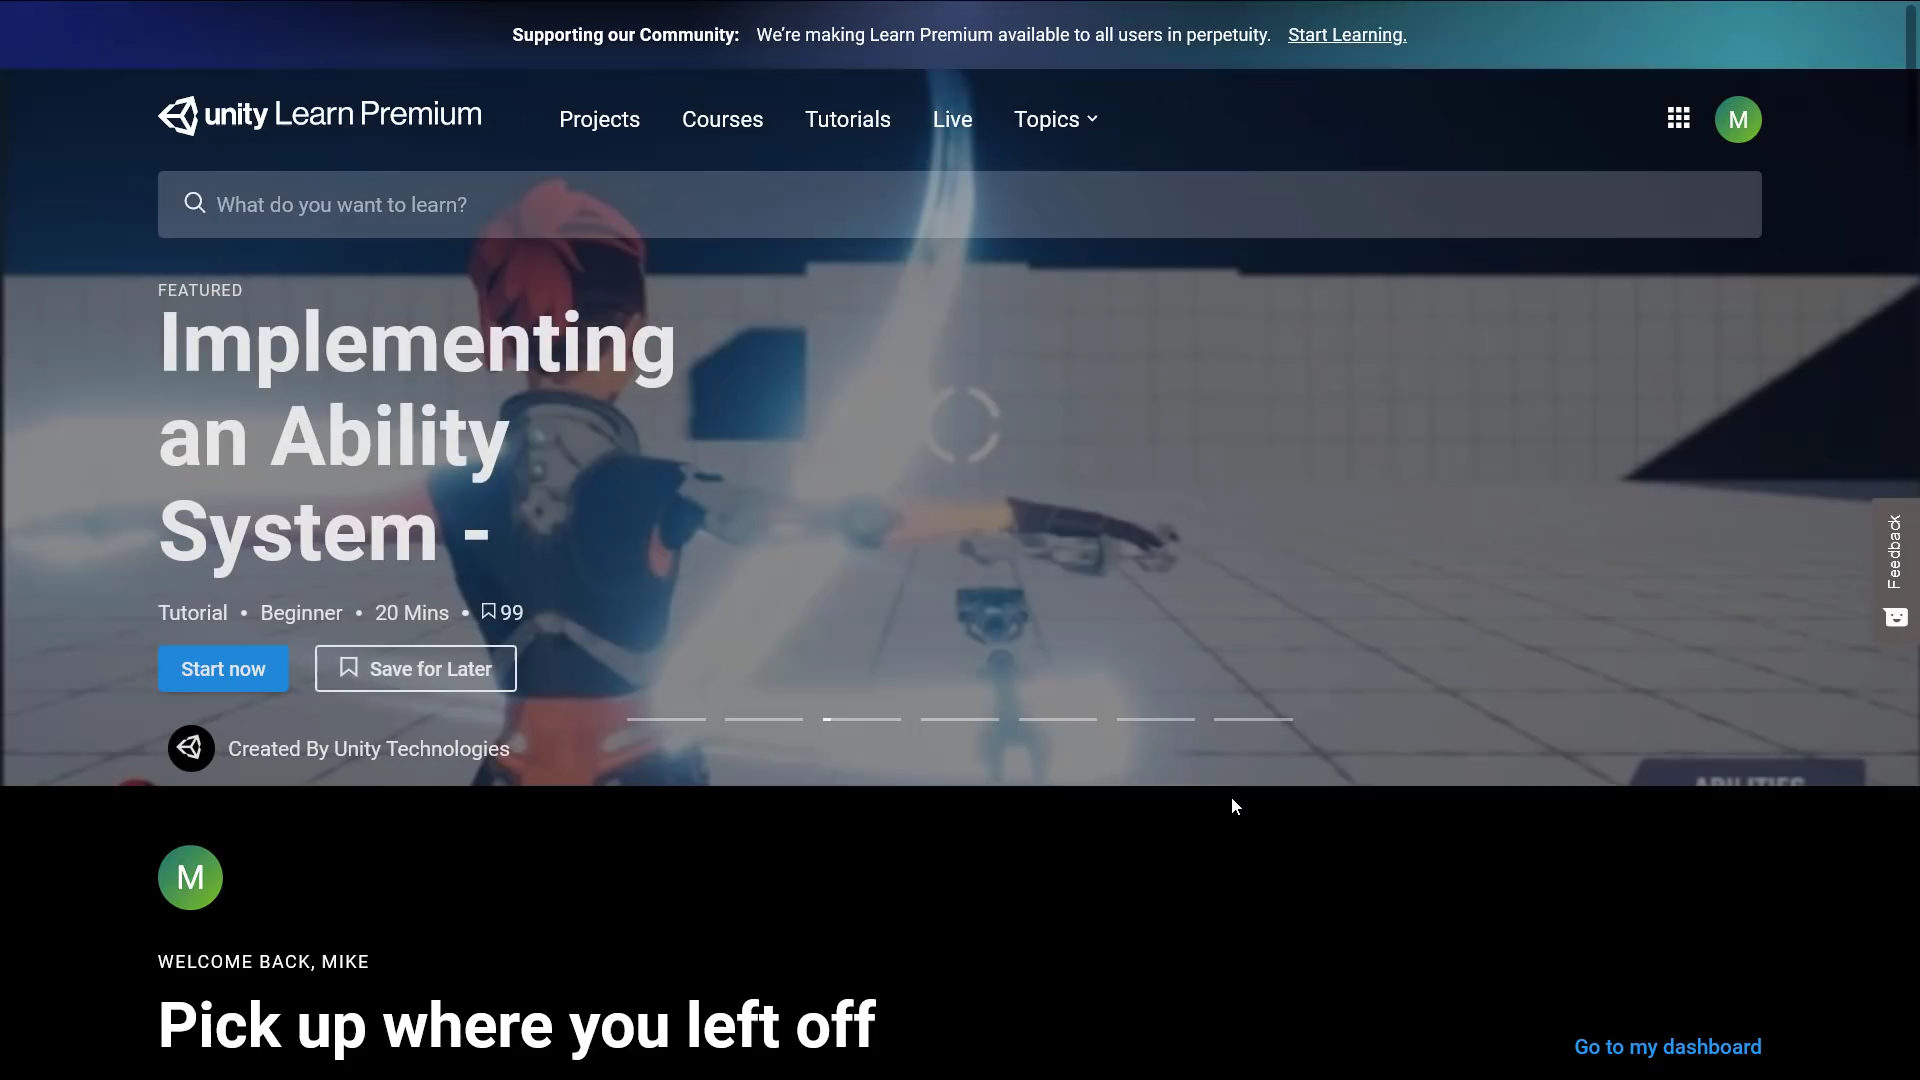 Supporting our Community: We're making Learn Premium available to all users in perpetuity. Start Learning.
unity Learn Premium Projects Courses Tutorials Live Topics M
What do you want to learn?
FEATURED
Implementing
an Ability
System -
Tutorial • Beginner • 20 Mins • 99
Start now Save for Later
Created By Unity Technologies
ABILITIES
Feedback
M
WELCOME BACK, MIKE
Pick up where you left off
Go to my dashboard